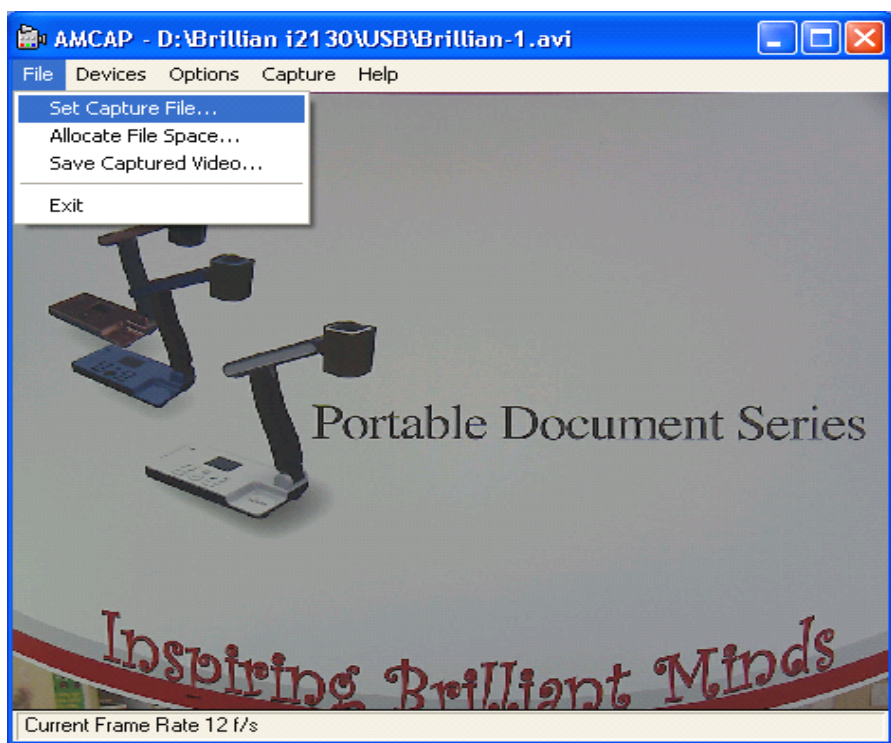 AMCAP - D:\Brillian i2130\USB\Brillian-1.avi
File Devices Options Capture Help
Set Capture File...
Allocate File Space...
Save Captured Video...
Exit
Portable Document Series
Inspiring Brilliant Minds
Current Frame Rate 12 f/s